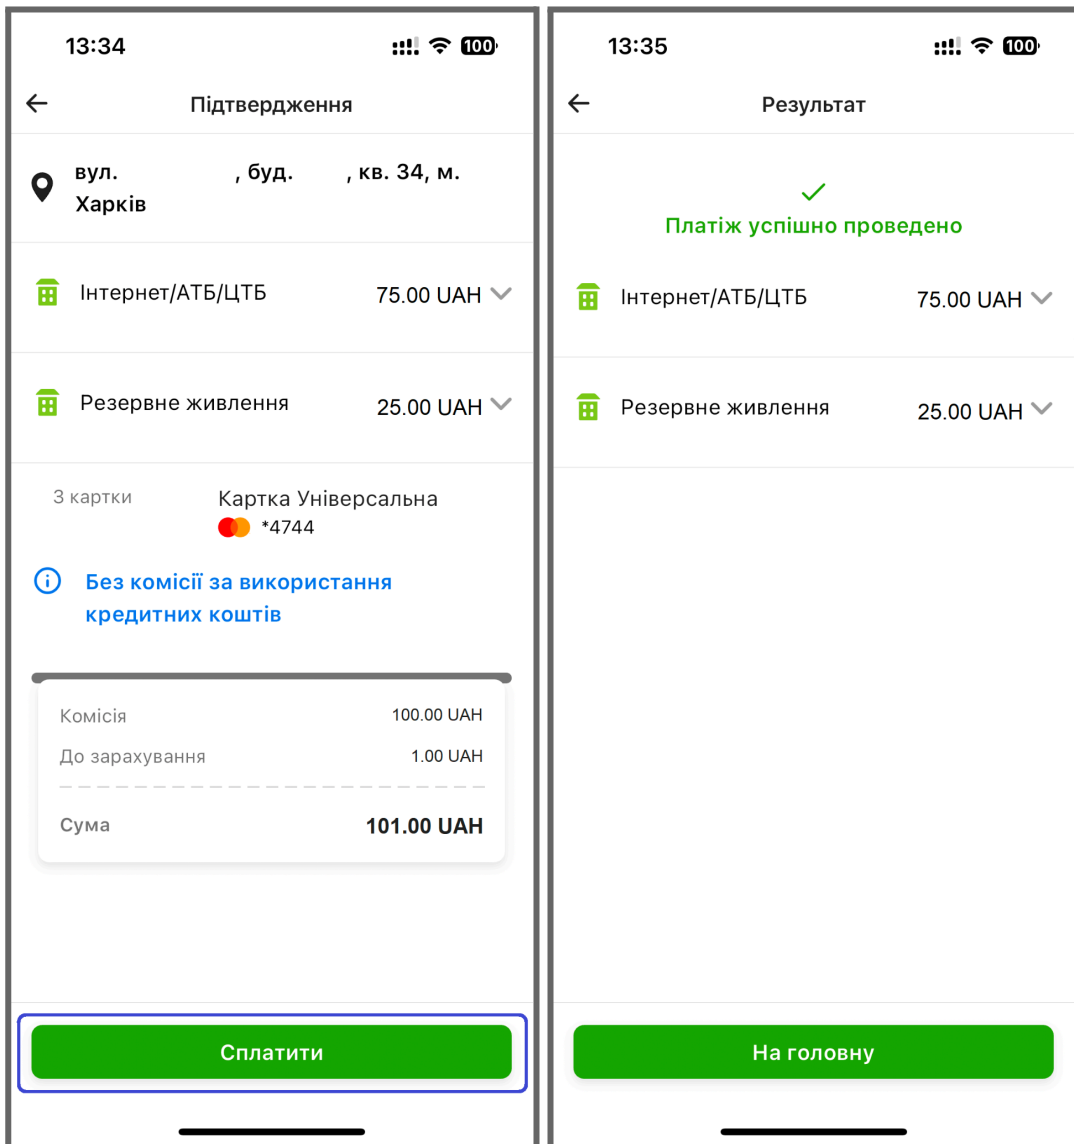 13:34
100
Підтвердження
вул. , буд. , кв. 34, м.
Харків
Інтернет/АТБ/ЦТБ 75.00 UAH
Резервне живлення 25.00 UAH
З картки Картка Універсальна
*4744
Без комісії за використання
кредитних коштів
Комісія 100.00 UAH
До зарахування 1.00 UAH
Сума 101.00 UAH
Сплатити
13:35
100
Результат
Платіж успішно проведено
Інтернет/АТБ/ЦТБ 75.00 UAH
Резервне живлення 25.00 UAH
На головну